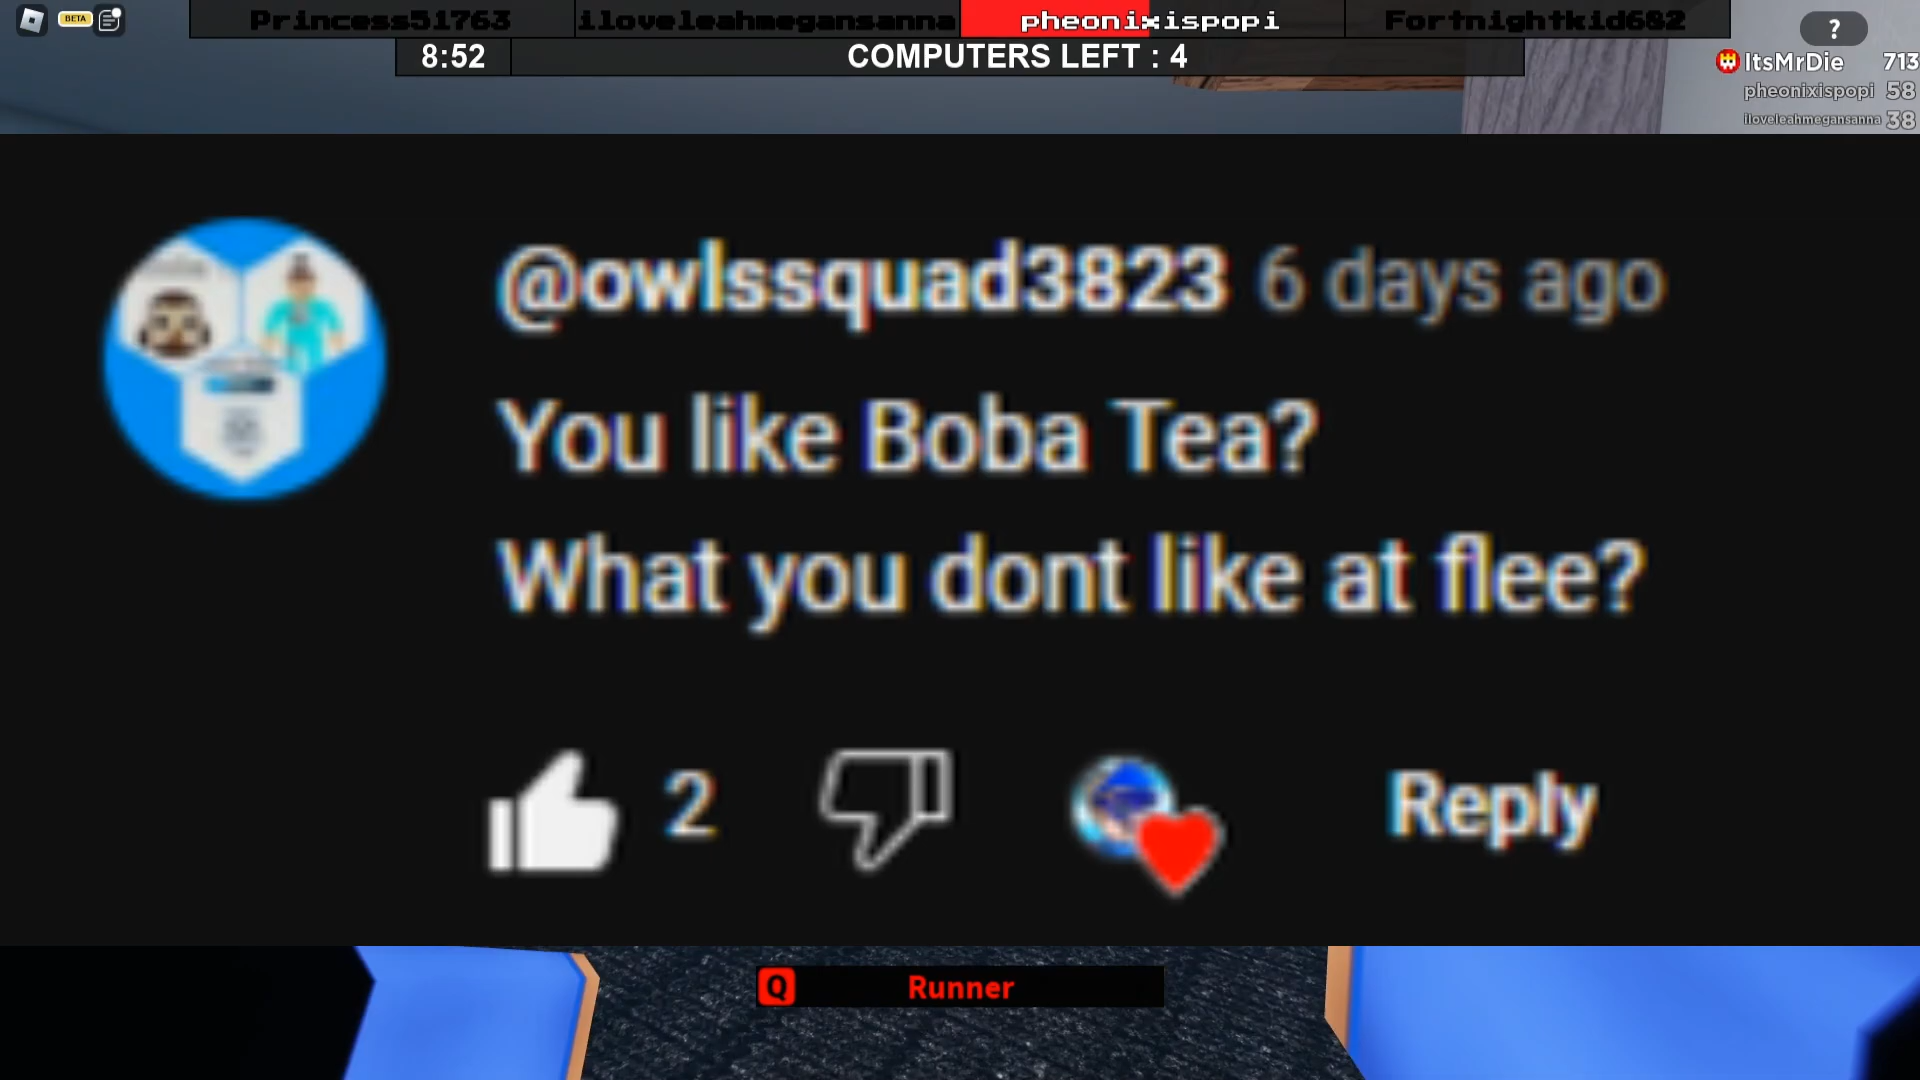 BETA
Princess51763
iloveleahmegansanna
pheonixispopi
Fortnightkid682
?
8:52
COMPUTERS LEFT : 4
ItsMrDie 713
pheonixispopi 58
iloveleahmegansanna 38
@owlssquad3823 6 days ago
You like Boba Tea?
What you dont like at flee?
2
Reply
Q Runner